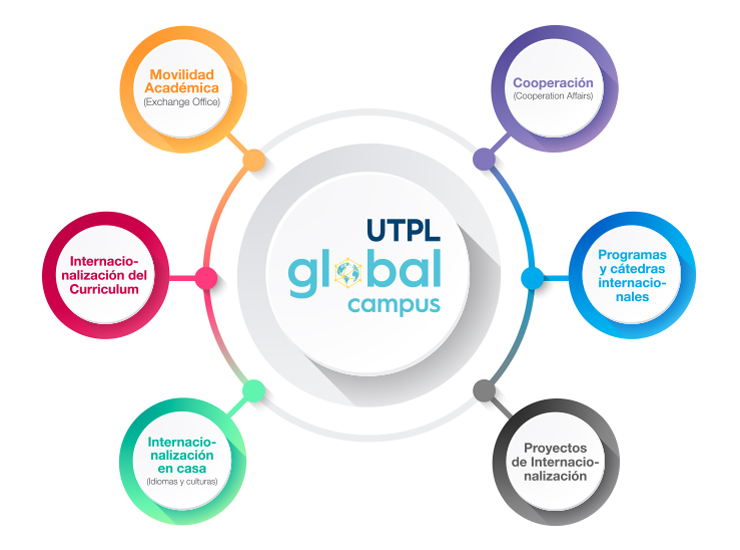 Movilidad
Académica
(Exchange Office)
Cooperación
(Cooperation Affairs)
UTPL
global
campus
Internacio-
nalización del
Curriculum
Programas
y cátedras
internacio-
nales
Internacio-
nalización
en casa
(Idiomas y culturas)
Proyectos
de Internacio-
nalización